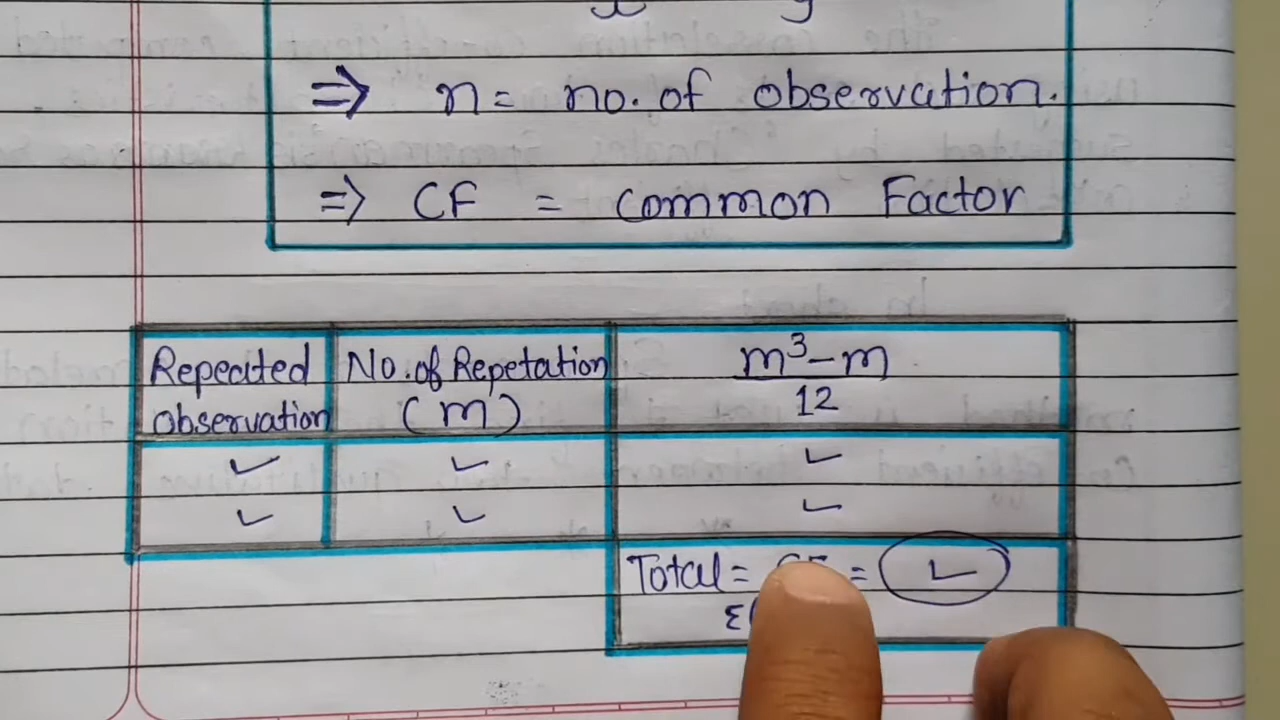 ⇒ n = no. of observation.
⇒ CF = Common Factor
Repeated Observation
No. of Repetation (m)
m³-m
12
✓ ✓ ✓
✓ ✓ ✓
Total = = ✓